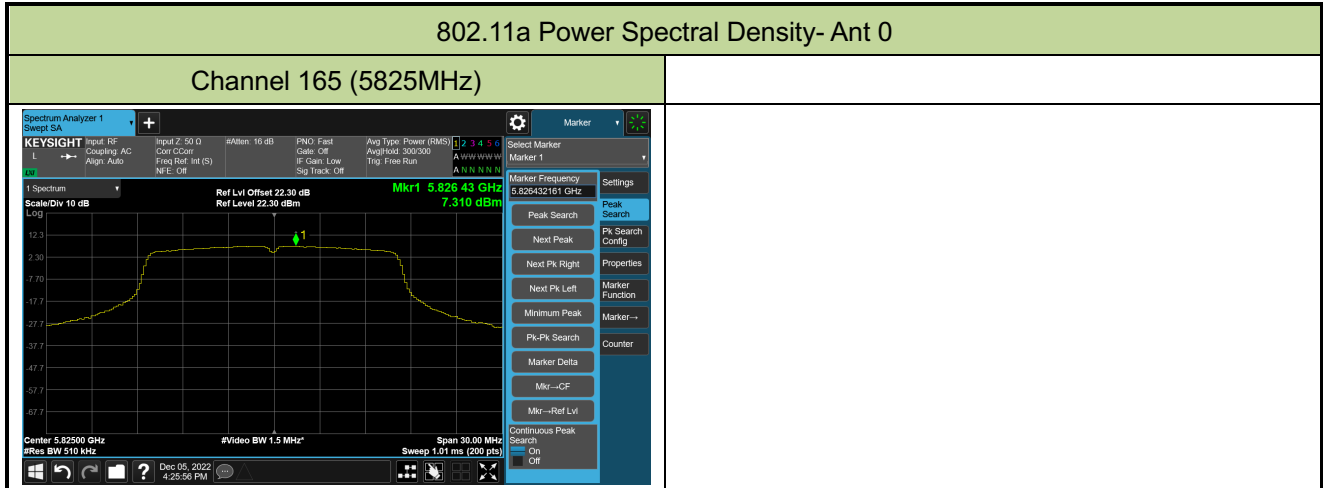 802.11a Power Spectral Density- Ant 0
Channel 165 (5825MHz)
Spectrum Analyzer 1
Swept SA
+
Marker
KEYSIGHT
L
Input: RF
Coupling: AC
Align: Auto
Input Z: 50 Ω
Corr CCorr
Freq Ref: Int (S)
NFE: Off
#Atten: 16 dB
PNO: Fast
Gate: Off
IF Gain: Low
Sig Track: Off
Avg Type: Power (RMS)
Avg|Hold: 300/300
Trig: Free Run
1 2 3 4 5 6
A W W W W W
A N N N N N
Select Marker
Marker 1
1 Spectrum
Scale/Div 10 dB
Log
Ref Lvl Offset 22.30 dB
Ref Level 22.30 dBm
Mkr1 5.826 43 GHz
7.310 dBm
1
12.3
2.30
-7.70
-17.7
-27.7
-37.7
-47.7
-57.7
-67.7
Center 5.82500 GHz
#Res BW 510 kHz
#Video BW 1.5 MHz*
Span 30.00 MHz
Sweep 1.01 ms (200 pts)
Marker Frequency
5.826432161 GHz
Peak Search
Next Peak
Next Pk Right
Next Pk Left
Minimum Peak
Pk-Pk Search
Marker Delta
Mkr→CF
Mkr→Ref Lvl
Continuous Peak
Search
On
Off
Settings
Peak
Search
Pk Search
Config
Properties
Marker
Function
Marker→
Counter
?
Dec 05, 2022
4:25:56 PM